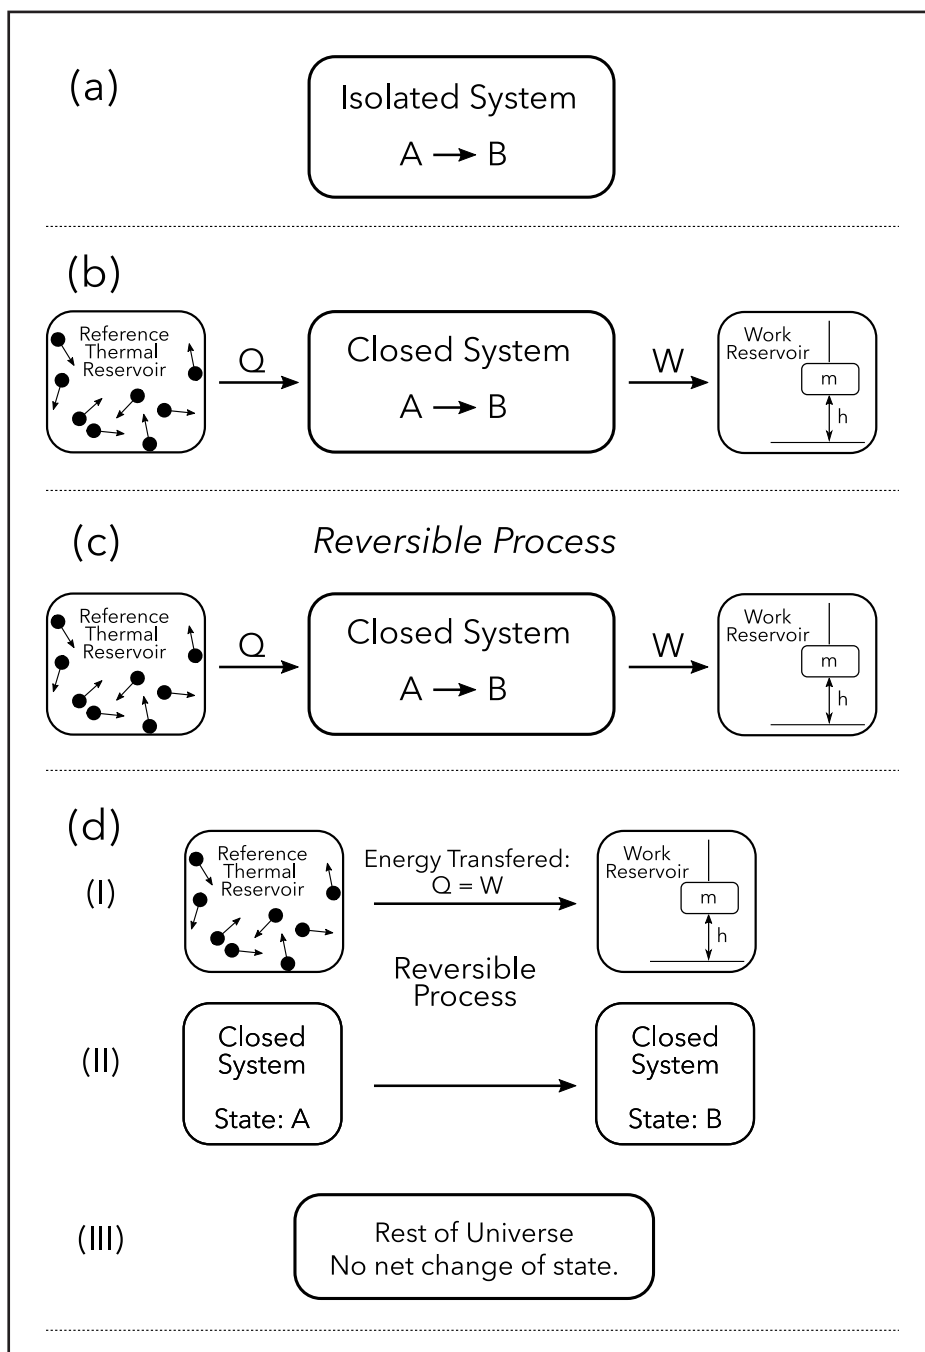 (a)
Isolated System
A → B
(b)
Reference
Thermal
Reservoir
Q
Closed System
A → B
W
Work
Reservoir
m
h
(c)
Reversible Process
Reference
Thermal
Reservoir
Q
Closed System
A → B
W
Work
Reservoir
m
h
(d)
(I)
Reference
Thermal
Reservoir
Energy Transfered:
Q = W
Work
Reservoir
m
h
Reversible
Process
(II)
Closed
System
State: A
Closed
System
State: B
(III)
Rest of Universe
No net change of state.